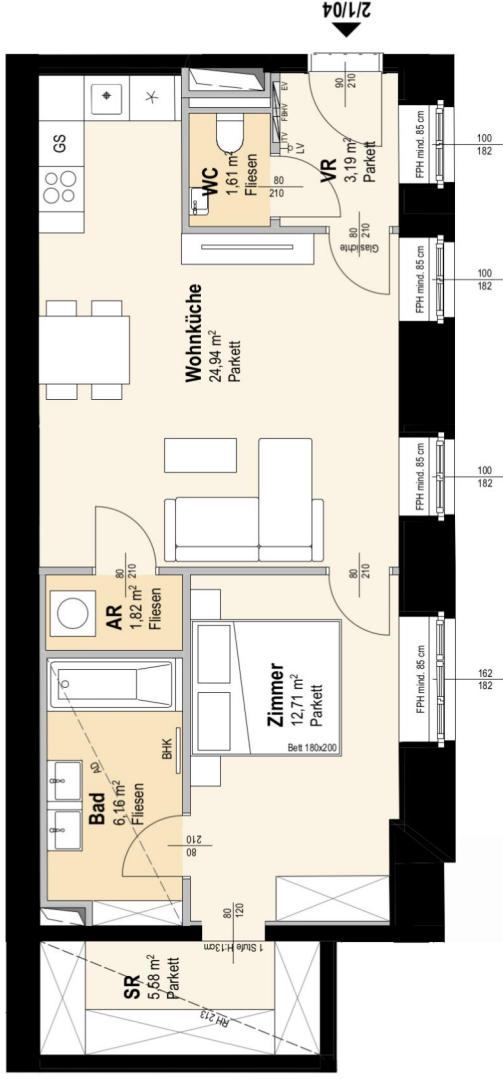 2/1/04
GS
WC
1,61 m²
Fliesen
80
210
EV
FBHV
TV
LV
VR
3,19 m²
Parkett
90
210
FPH mind. 85 cm
100
182
80
210
Glaslichte
FPH mind. 85 cm
100
182
Wohnküche
24,94 m²
Parkett
FPH mind. 85 cm
100
182
80
210
AR
1,82 m²
Fliesen
80
210
Zimmer
12,71 m²
Parkett
Bett 180x200
FPH mind. 85 cm
162
182
AD
BHK
Bad
6,16 m²
Fliesen
80
210
80
120
1 Stufe H:13cm
SR
5,58 m²
Parkett
RH 213